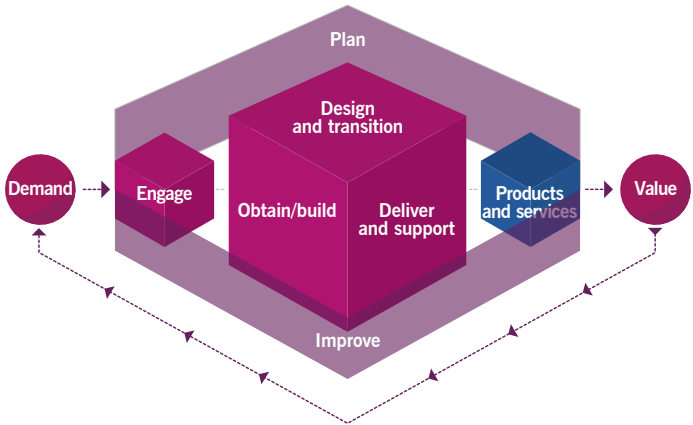 Plan
Design
and transition
Demand
Engage
Obtain/build
Deliver
and support
Products
and services
Value
Improve